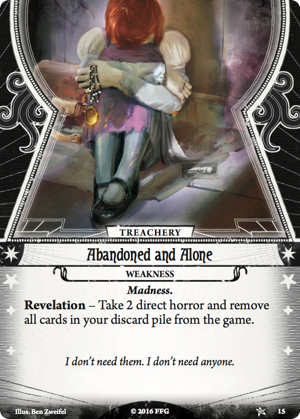 TREACHERY
Abandoned and Alone
WEAKNESS
Madness.
Revelation – Take 2 direct horror and remove
all cards in your discard pile from the game.
I don't need them. I don't need anyone.
Illus. Ben Zweifel
© 2016 FFG
15